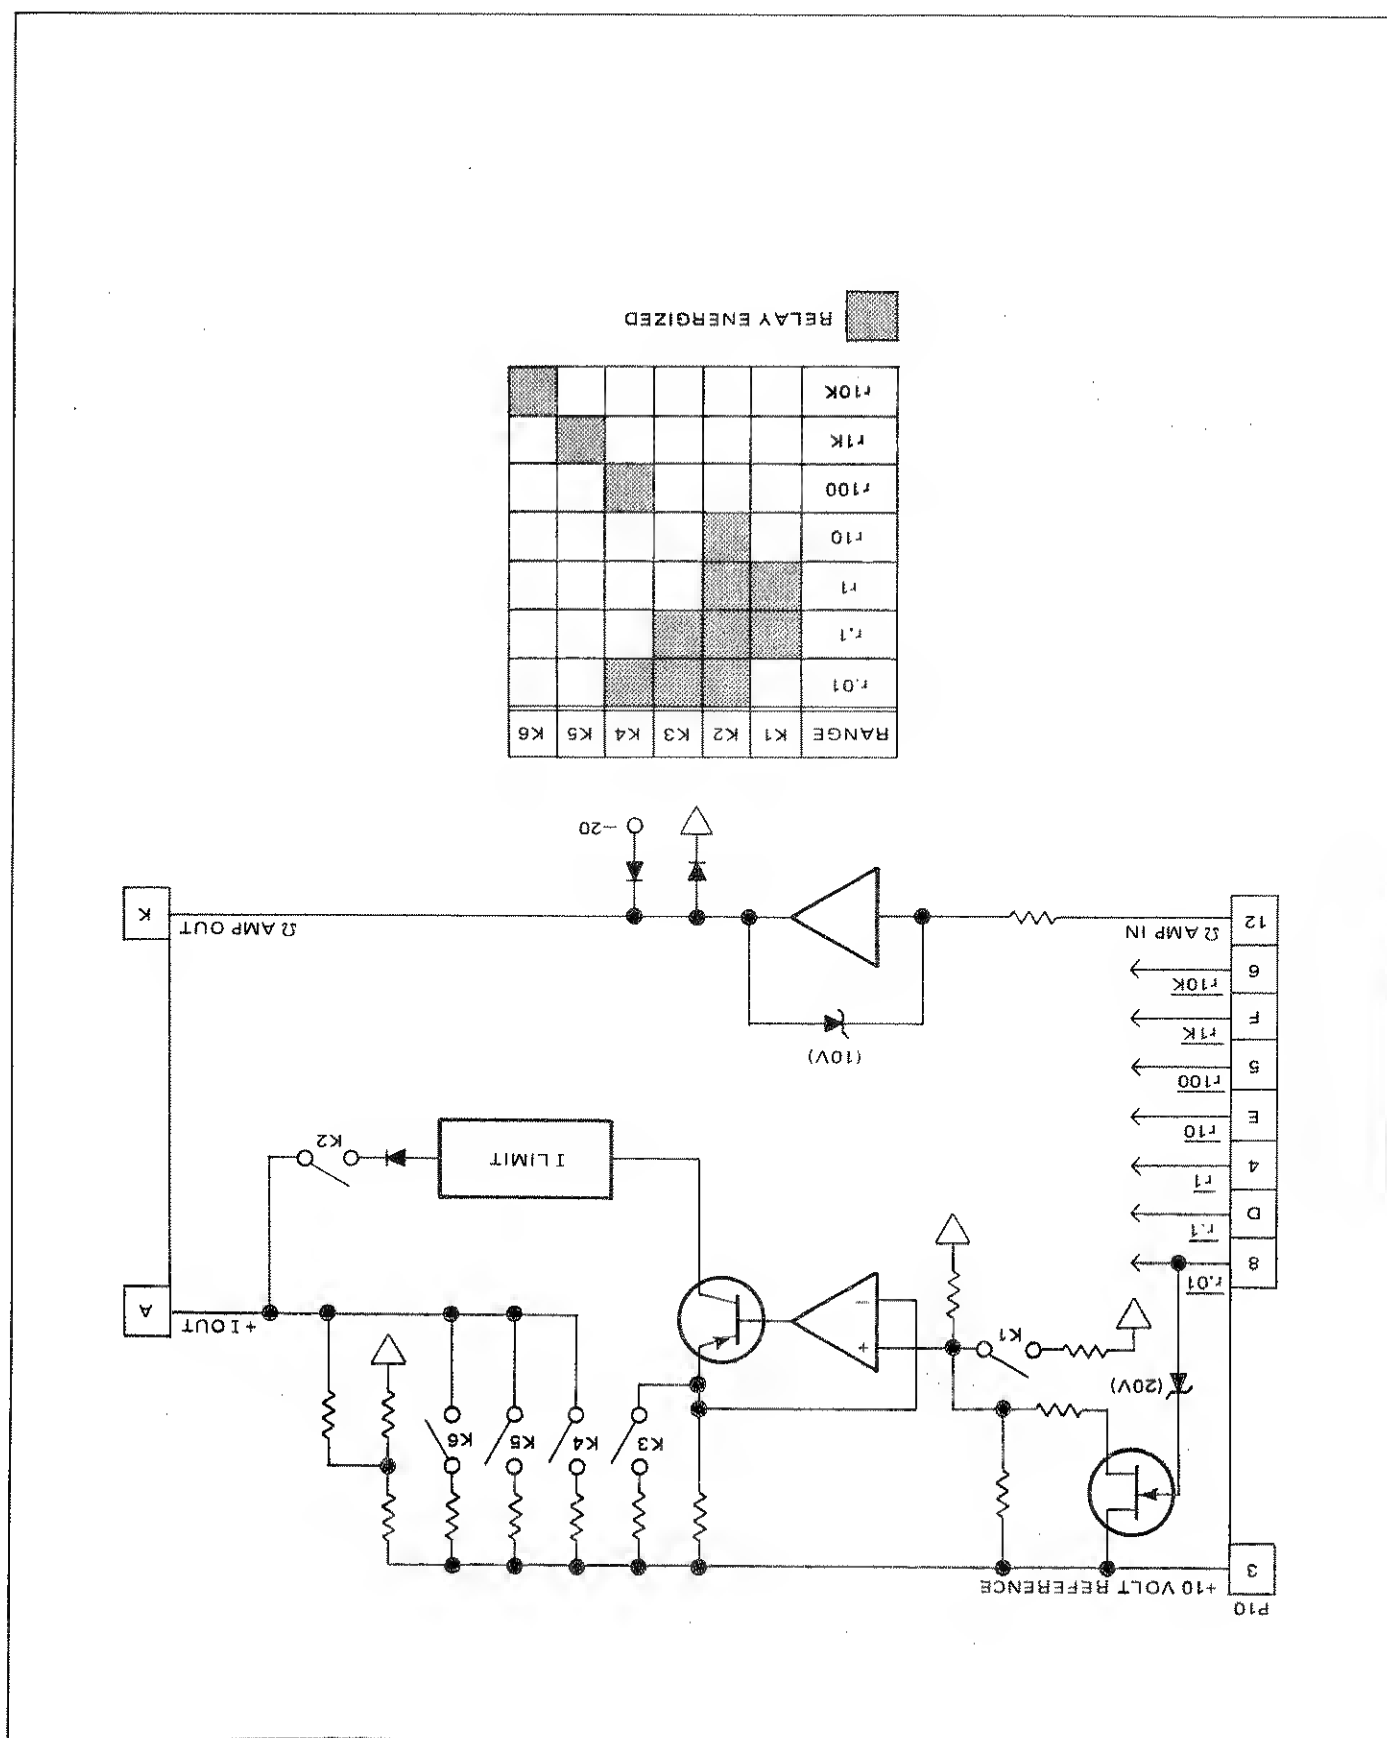 P10
3
+10 VOLT REFERENCE
(20V)
K1
K3
K4
K5
K6
+
−
8
r.01
D
r.1
4
r1
E
r10
5
r100
F
r1K
6
r10K
12
Ω AMP IN
+ I OUT
A
I LIMIT
K2
(10V)
Ω AMP OUT
K
−20
RANGE K1 K2 K3 K4 K5 K6
r.01
r.1
r1
r10
r100
r1K
r10K
RELAY ENERGIZED